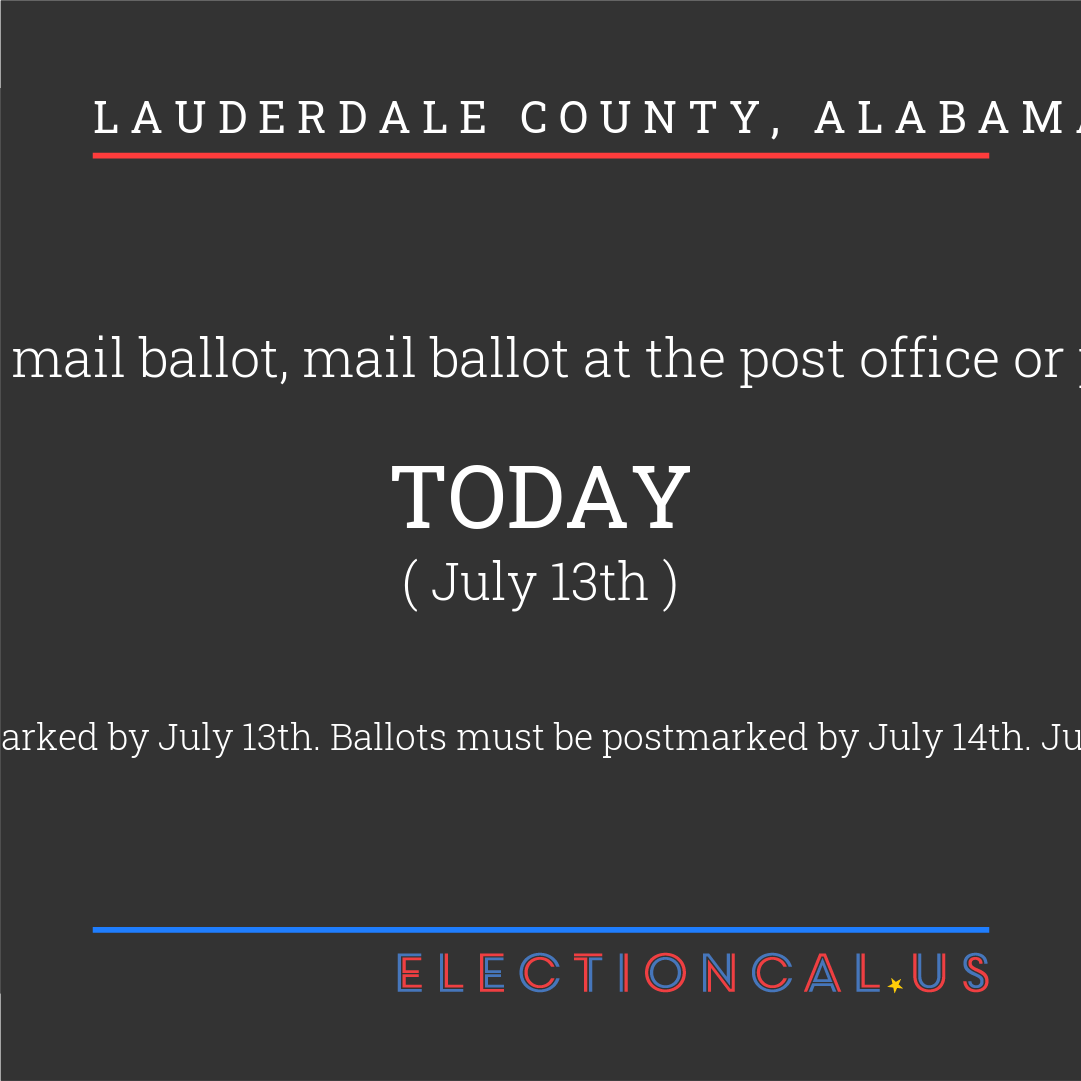 LAUDERDALE COUNTY, ALABAM
mail ballot, mail ballot at the post office or
TODAY
( July 13th )
arked by July 13th. Ballots must be postmarked by July 14th. Ju
ELECTIONCAL.US